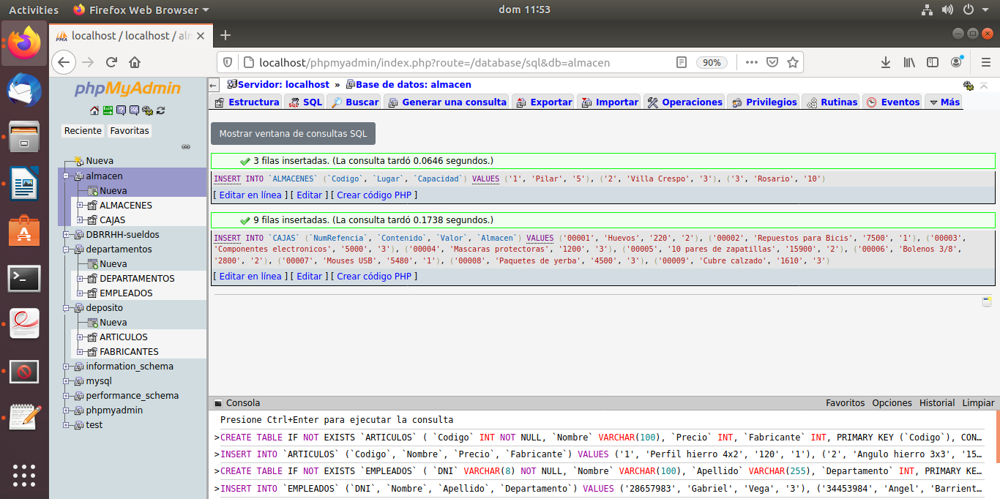 Activities Firefox Web Browser dom 11:53
localhost / localhost / alm
localhost/phpmyadmin/index.php?route=/database/sql&db=almacen 90%
phpMyAdmin
Reciente Favoritas
Nueva
almacen
Nueva
ALMACENES
CAJAS
DBRRHH-sueldos
departamentos
Nueva
DEPARTAMENTOS
EMPLEADOS
deposito
Nueva
ARTICULOS
FABRICANTES
information_schema
mysql
performance_schema
phpmyadmin
test
Servidor: localhost » Base de datos: almacen
Estructura SQL Buscar Generar una consulta Exportar Importar Operaciones Privilegios Rutinas Eventos Más
Mostrar ventana de consultas SQL
3 filas insertadas. (La consulta tardó 0.0646 segundos.)
INSERT INTO `ALMACENES` (`Codigo`, `Lugar`, `Capacidad`) VALUES ('1', 'Pilar', '5'), ('2', 'Villa Crespo', '3'), ('3', 'Rosario', '10')
[ Editar en línea ] [ Editar ] [ Crear código PHP ]
9 filas insertadas. (La consulta tardó 0.1738 segundos.)
INSERT INTO `CAJAS` (`NumRefencia`, `Contenido`, `Valor`, `Almacen`) VALUES ('00001', 'Huevos', '220', '2'), ('00002', 'Repuestos para Bicis', '7500', '1'), ('00003',
'Componentes electronicos', '5000', '3'), ('00004', 'Mascaras protectoras', '1200', '3'), ('00005', '10 pares de zapatillas', '15900', '2'), ('00006', 'Bolenos 3/8',
'2800', '2'), ('00007', 'Mouses USB', '5480', '1'), ('00008', 'Paquetes de yerba', '4500', '3'), ('00009', 'Cubre calzado', '1610', '3')
[ Editar en línea ] [ Editar ] [ Crear código PHP ]
Consola Favoritos Opciones Historial Limpiar
Presione Ctrl+Enter para ejecutar la consulta
>CREATE TABLE IF NOT EXISTS `ARTICULOS` ( `Codigo` INT NOT NULL, `Nombre` VARCHAR(100), `Precio` INT, `Fabricante` INT, PRIMARY KEY (`Codigo`), CON…
>INSERT INTO `ARTICULOS` (`Codigo`, `Nombre`, `Precio`, `Fabricante`) VALUES ('1', 'Perfil hierro 4x2', '120', '1'), ('2', 'Angulo hierro 3x3', '15…
>CREATE TABLE IF NOT EXISTS `EMPLEADOS` ( `DNI` VARCHAR(8) NOT NULL, `Nombre` VARCHAR(100), `Apellido` VARCHAR(255), `Departamento` INT, PRIMARY KE…
>INSERT INTO `EMPLEADOS` (`DNI`, `Nombre`, `Apellido`, `Departamento`) VALUES ('28657983', 'Gabriel', 'Vega', '3'), ('34453984', 'Angel', 'Barrient…